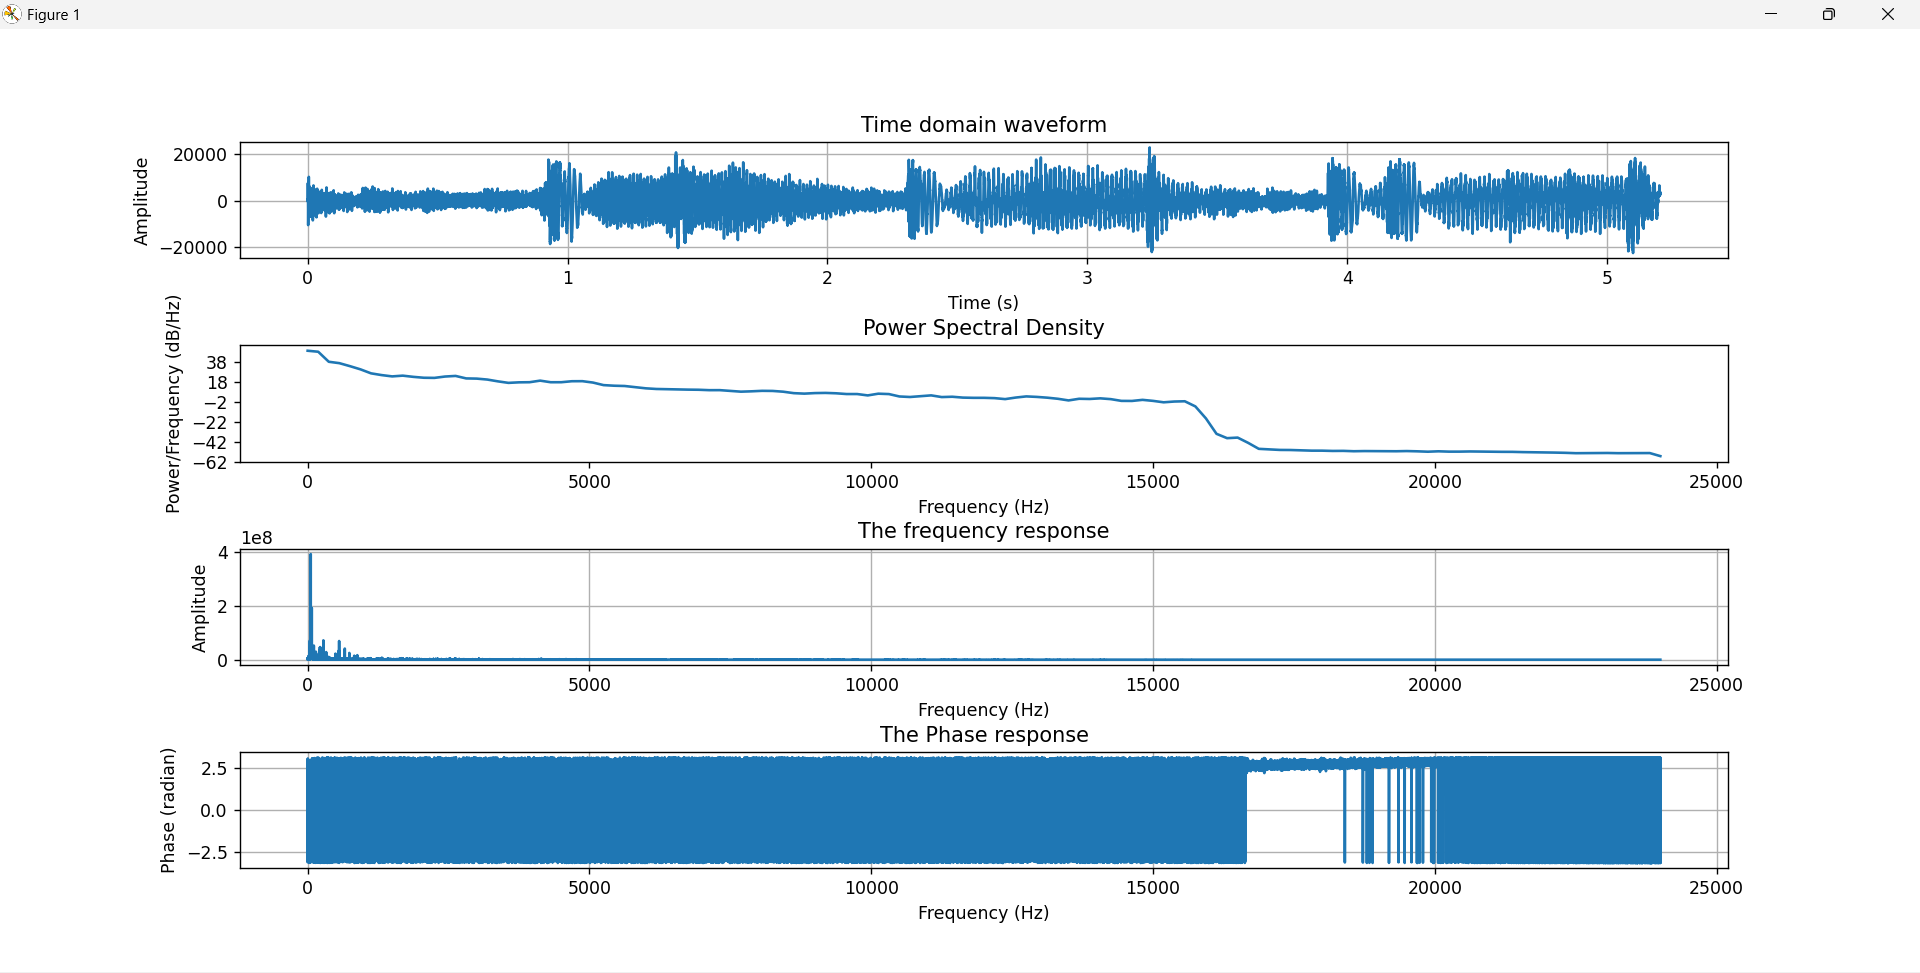 Figure 1
Time domain waveform
Amplitude
20000
0
−20000
0 1 2 3 4 5
Time (s)
Power Spectral Density
Power/Frequency (dB/Hz)
38
18
−2
−22
−42
−62
0 5000 10000 15000 20000 25000
Frequency (Hz)
The frequency response
1e8
Amplitude
4
2
0
0 5000 10000 15000 20000 25000
Frequency (Hz)
The Phase response
Phase (radian)
2.5
0.0
−2.5
0 5000 10000 15000 20000 25000
Frequency (Hz)